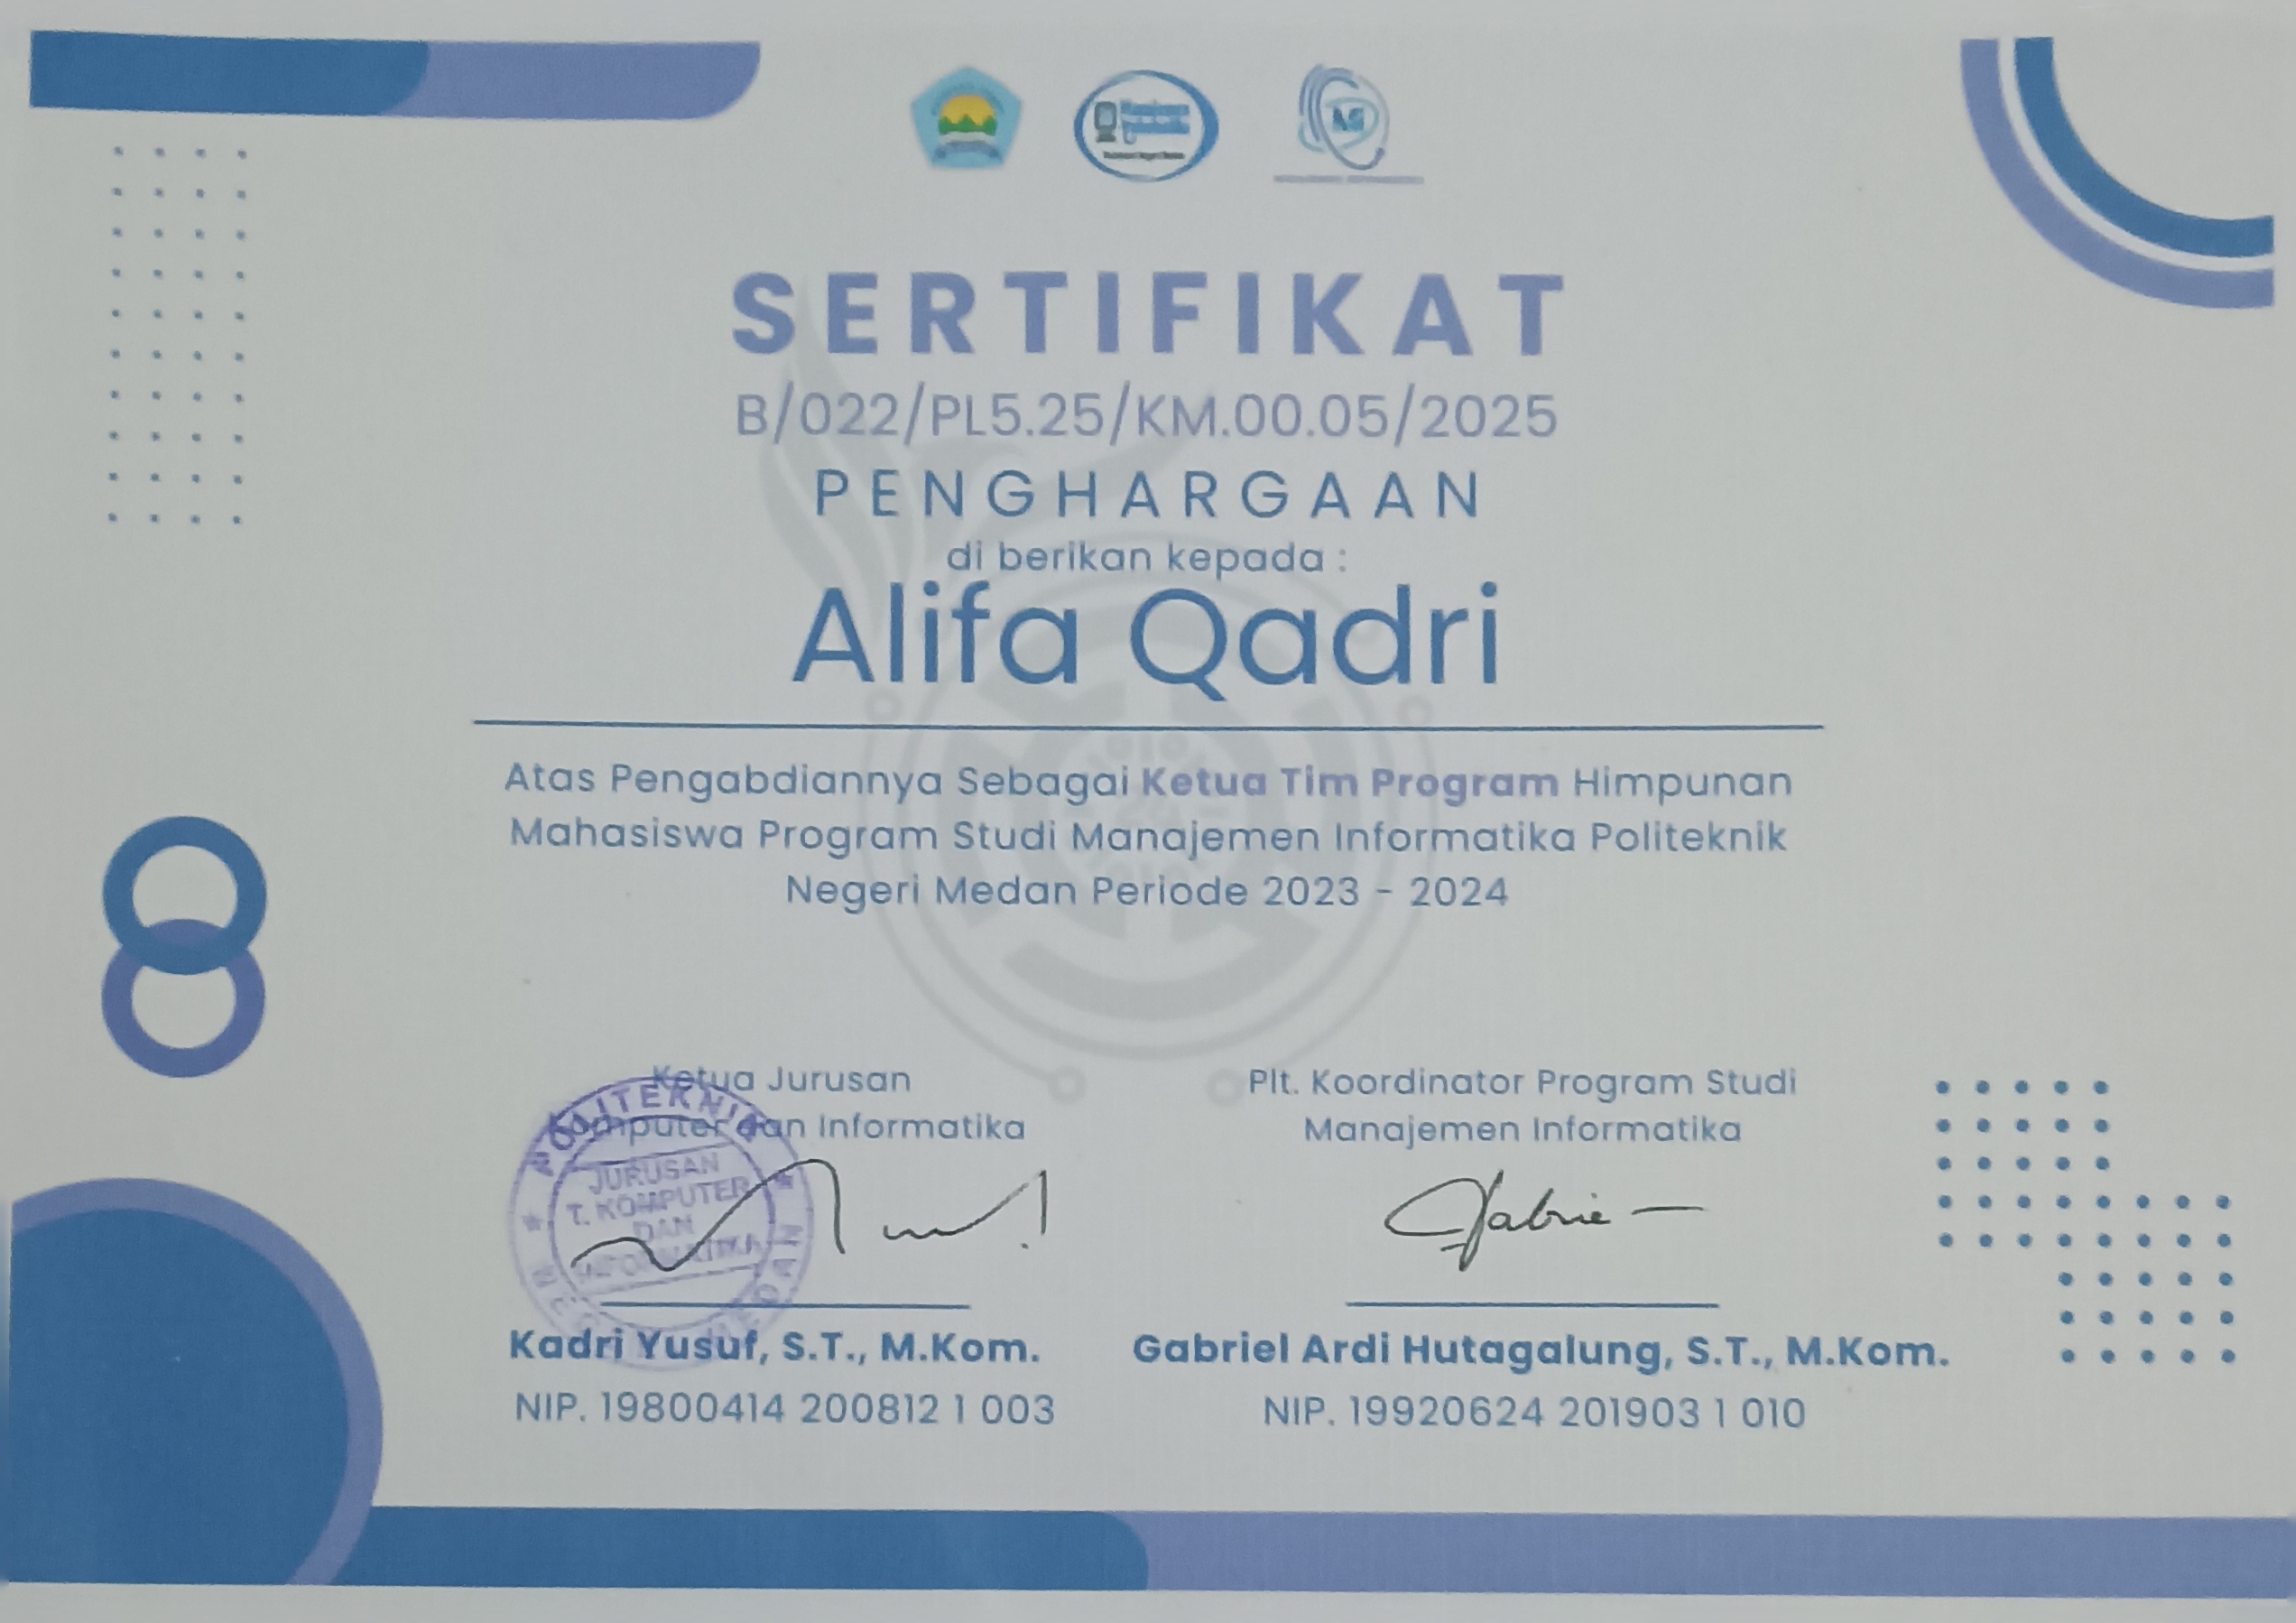 SERTIFIKAT
B/022/PL5.25/KM.00.05/2025
PENGHARGAAN
di berikan kepada :
Alifa Qadri
Atas Pengabdiannya Sebagai Ketua Tim Program Himpunan
Mahasiswa Program Studi Manajemen Informatika Politeknik
Negeri Medan Periode 2023 - 2024
Ketua Jurusan
Komputer dan Informatika
POLITEKNIK
JURUSAN
T. KOMPUTER
DAN
INFORMATIKA
NEGERI MEDAN
Kadri Yusuf, S.T., M.Kom.
NIP. 19800414 200812 1 003
Plt. Koordinator Program Studi
Manajemen Informatika
Gabriel Ardi Hutagalung, S.T., M.Kom.
NIP. 19920624 201903 1 010